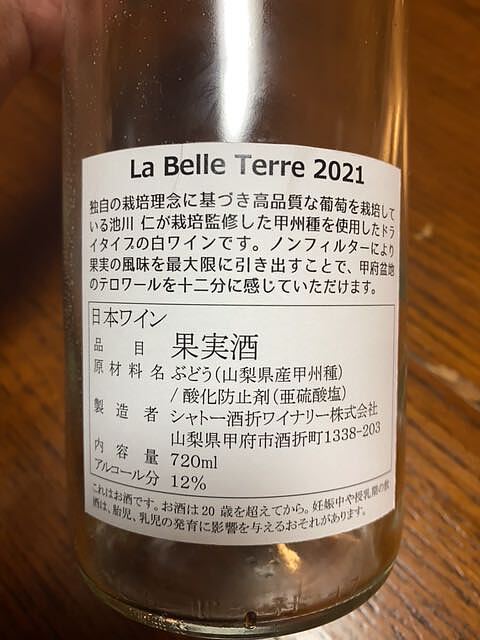 La Belle Terre 2021
独自の栽培理念に基づき高品質な葡萄を栽培して
いる池川 仁が栽培監修した甲州種を使用したドラ
イタイプの白ワインです。ノンフィルターにより
果実の風味を最大限に引き出すことで、甲府盆地
のテロワールを十二分に感じていただけます。
日本ワイン
品目 果実酒
原材料名 ぶどう(山梨県産甲州種)
/ 酸化防止剤(亜硫酸塩)
製造者 シャトー酒折ワイナリー株式会社
山梨県甲府市酒折町1338-203
内容量 720ml
アルコール分 12%
これはお酒です。お酒は20歳を超えてから。妊娠中や授乳期の飲
酒は、胎児、乳児の発育に影響を与えるおそれがあります。